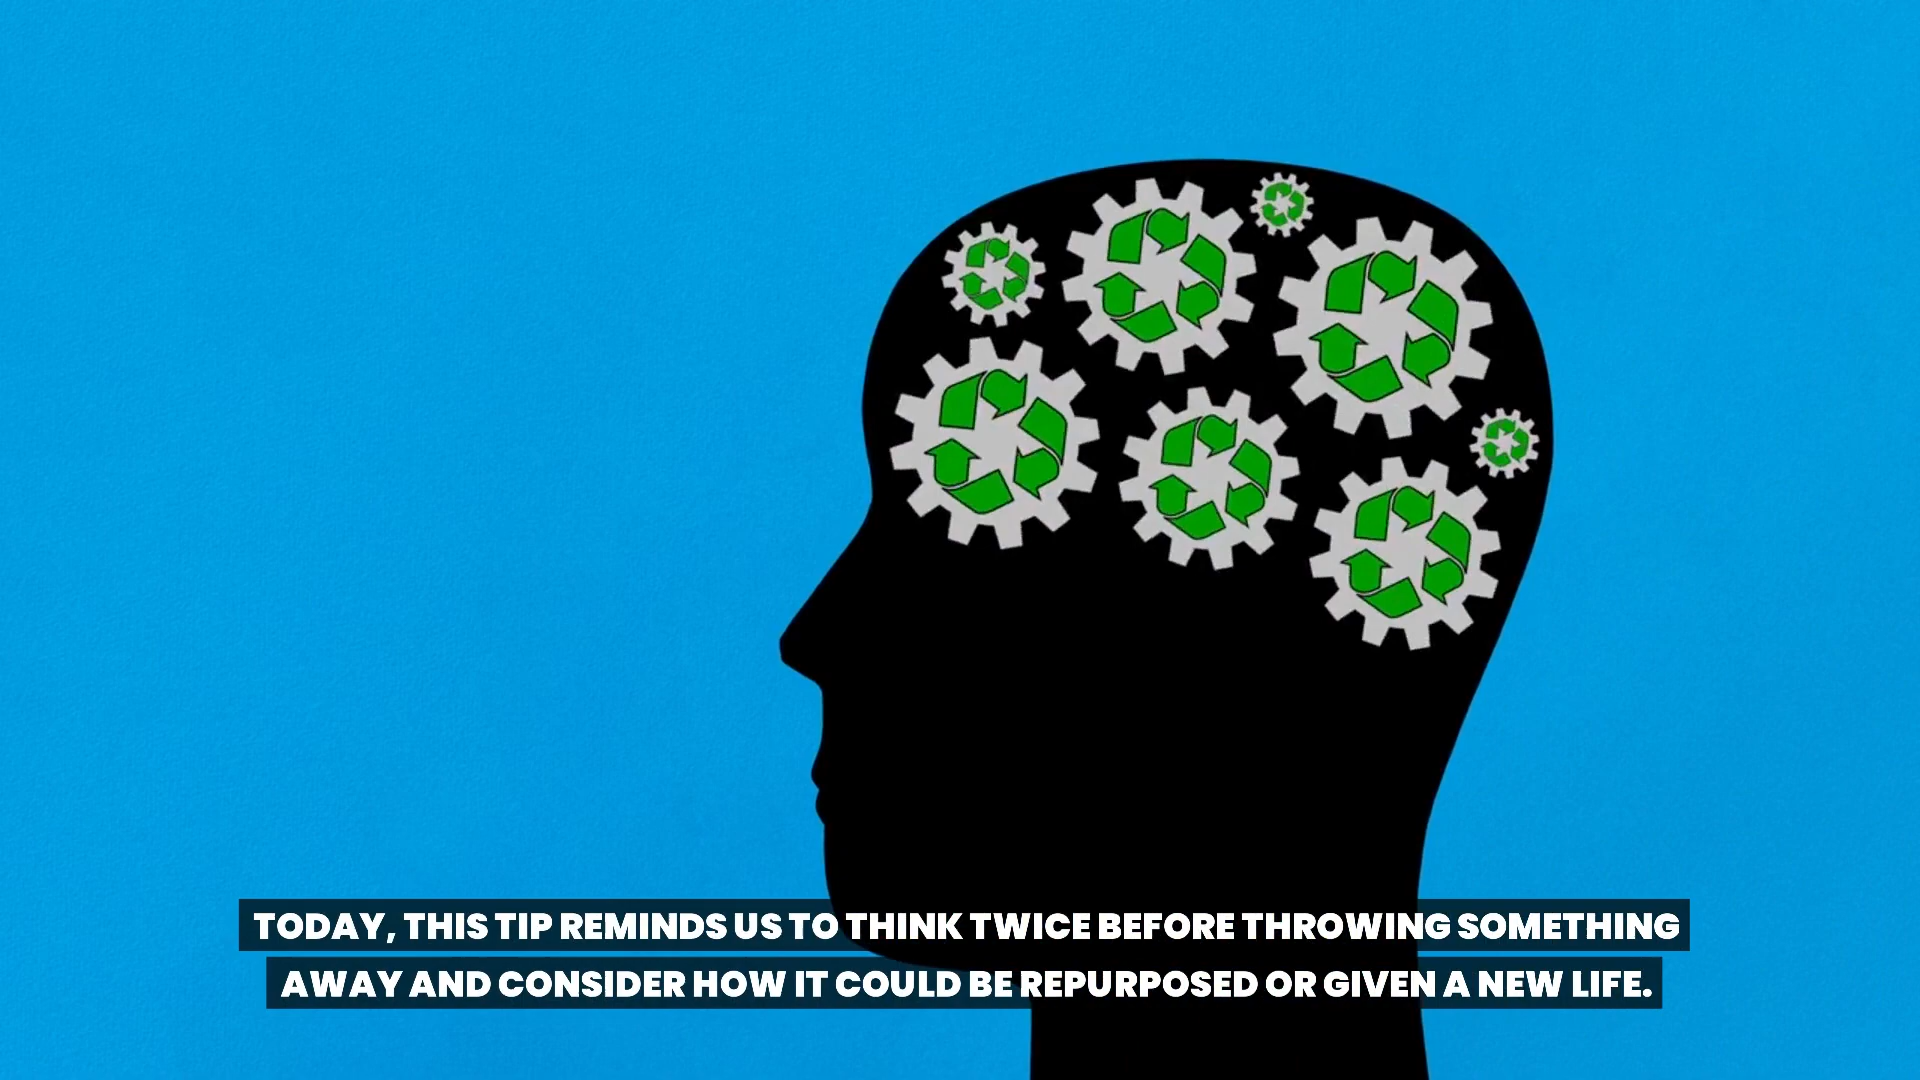 TODAY, THIS TIP REMINDS US TO THINK TWICE BEFORE THROWING SOMETHING
AWAY AND CONSIDER HOW IT COULD BE REPURPOSED OR GIVEN A NEW LIFE.